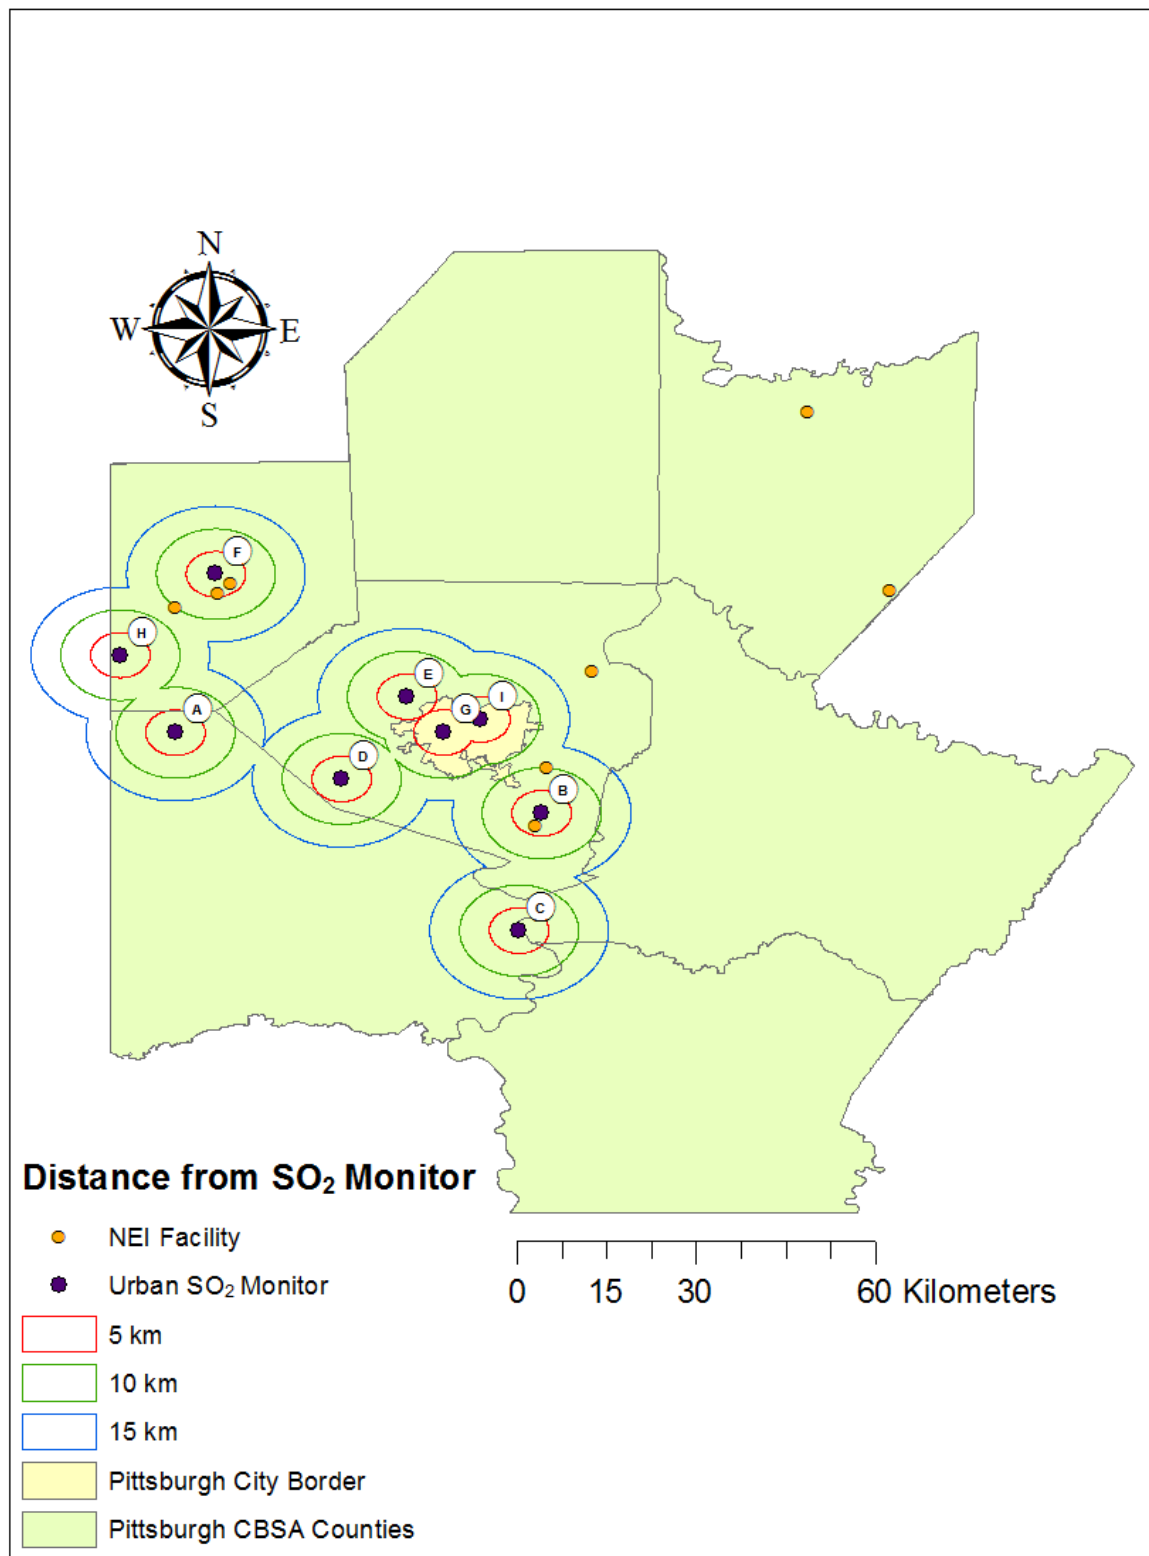 N
W E
S
F
H
E
I
A
G
D
B
C
Distance from SO₂ Monitor
NEI Facility
Urban SO₂ Monitor
5 km
10 km
15 km
Pittsburgh City Border
Pittsburgh CBSA Counties
0 15 30 60 Kilometers